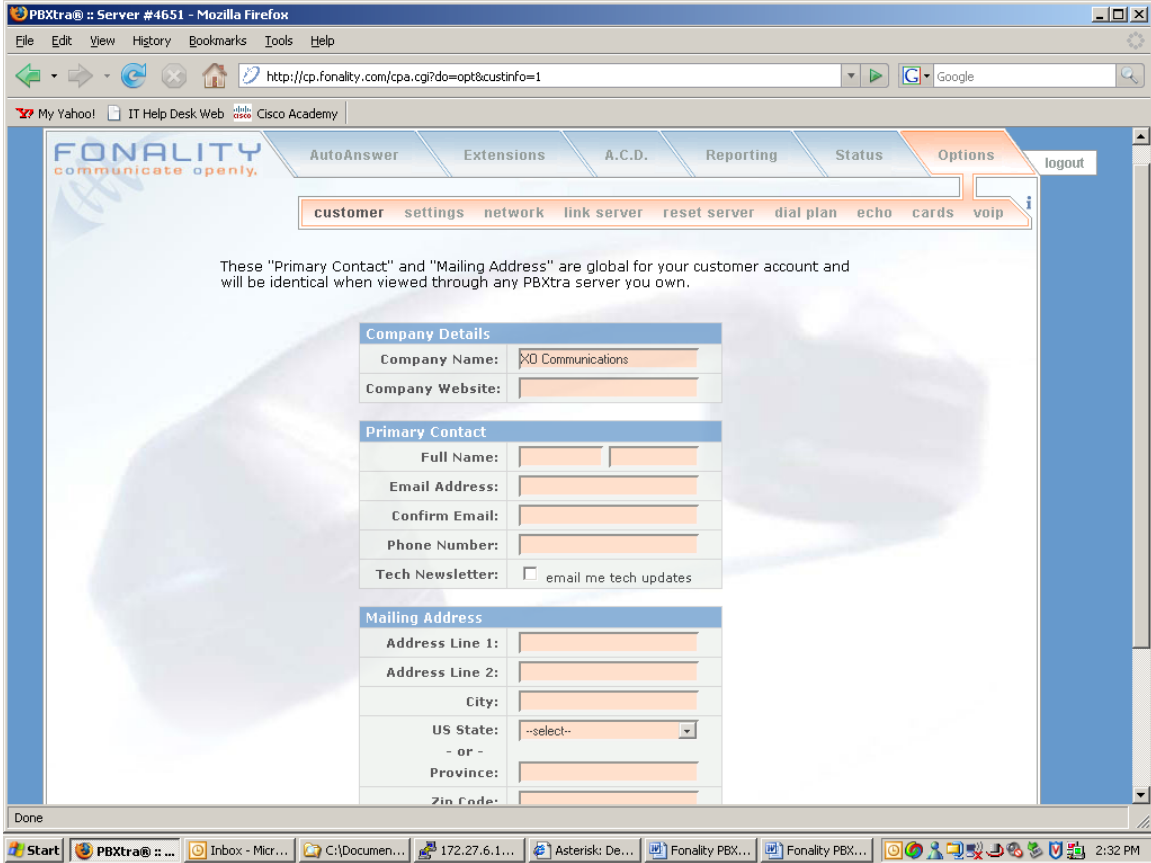 PBXtra® :: Server #4651 - Mozilla Firefox
File Edit View History Bookmarks Tools Help
http://cp.fonality.com/cpa.cgi?do=opt&custinfo=1 G Google
My Yahoo! IT Help Desk Web Cisco Academy
FONALITY
communicate openly.
AutoAnswer Extensions A.C.D. Reporting Status Options logout
customer settings network link server reset server dial plan echo cards voip i
These "Primary Contact" and "Mailing Address" are global for your customer account and
will be identical when viewed through any PBXtra server you own.
Company Details
Company Name: XO Communications
Company Website:
Primary Contact
Full Name:
Email Address:
Confirm Email:
Phone Number:
Tech Newsletter: email me tech updates
Mailing Address
Address Line 1:
Address Line 2:
City:
US State: --select--
- or -
Province:
Zip Code:
Done
Start PBXtra® :: ... Inbox - Micr... C:\Documen... 172.27.6.1... Asterisk: De... Fonality PBX... Fonality PBX... 2:32 PM